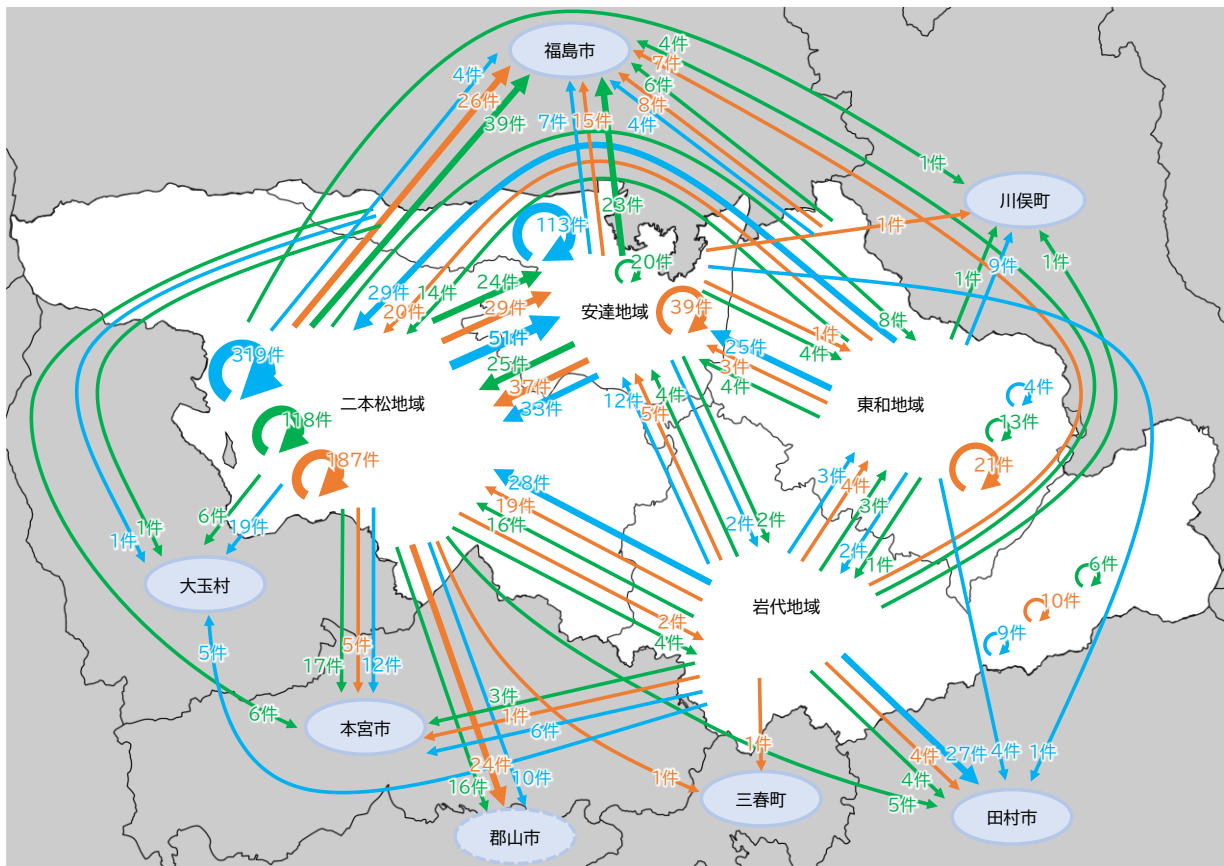 福島市
4件
4件
7件
26件
6件
39件
8件
7件
15件
4件
1件
川俣町
23件
113件
1件
20件
24件
1件
9件
1件
29件
14件
29件
39件
8件
20件
安達地域
51件
1件
25件
4件
319件
25件
3件
4件
37件
4件
12件
5件
33件
二本松地域
東和地域
118件
13件
187件
21件
28件
3件
4件
19件
3件
6件
19件
16件
2件
2件
1件
1件
2件
1件
6件
大玉村
岩代地域
10件
2件
4件
9件
5件
5件
17件
12件
3件
1件
6件
6件
本宮市
1件
27件
4件
4件
1件
24件
10件
1件
4件
16件
5件
三春町
田村市
郡山市